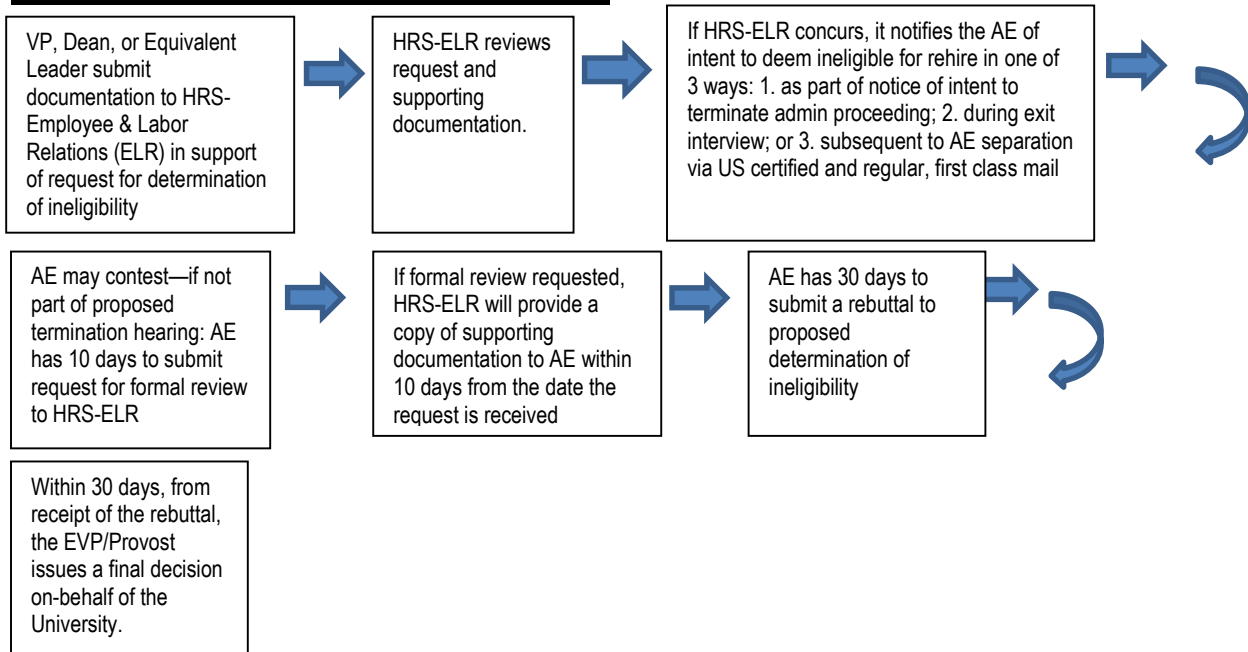 VP, Dean, or Equivalent
Leader submit
documentation to HRS-
Employee & Labor
Relations (ELR) in support
of request for determination
of ineligibility
HRS-ELR reviews
request and
supporting
documentation.
If HRS-ELR concurs, it notifies the AE of
intent to deem ineligible for rehire in one of
3 ways: 1. as part of notice of intent to
terminate admin proceeding; 2. during exit
interview; or 3. subsequent to AE separation
via US certified and regular, first class mail
AE may contest—if not
part of proposed
termination hearing: AE
has 10 days to submit
request for formal review
to HRS-ELR
If formal review requested,
HRS-ELR will provide a
copy of supporting
documentation to AE within
10 days from the date the
request is received
AE has 30 days to
submit a rebuttal to
proposed
determination of
ineligibility
Within 30 days, from
receipt of the rebuttal,
the EVP/Provost
issues a final decision
on-behalf of the
University.